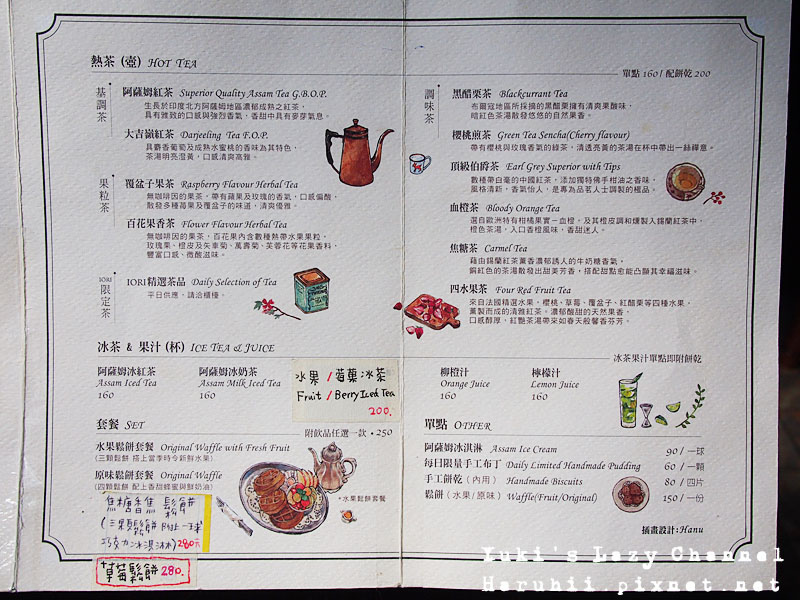 熱茶 (壺) HOT TEA
單點 160 / 配餅乾 200
基調茶
阿薩姆紅茶 Superior Quality Assam Tea G.B.O.P.
生長於印度北方阿薩姆地區濃郁成熟之紅茶,
具有雅致的口感與強烈香氣,香甜中具有麥芽氣息。
大吉嶺紅茶 Darjeeling Tea F.O.P.
具麝香葡萄及成熟水蜜桃的香味為其特色,
茶湯明亮澄黃,口感清爽高雅。
果粒茶
覆盆子果茶 Raspberry Flavour Herbal Tea
無咖啡因的果茶,帶有蘋果及玫瑰的香氣,口感偏酸,
散發多種莓果及覆盆子的味道,清爽優雅。
百花果香茶 Flower Flavour Herbal Tea
無咖啡因的果茶,百花果內含數種熱帶水果果粒,
玫瑰果、橙皮及矢車菊、萬壽菊、芙蓉花等花果香料,
豐富口感、微酸滋味。
IORI限定茶
IORI精選茶品 Daily Selection of Tea
平日供應,請洽櫃檯。
調味茶
黑醋栗茶 Blackcurrant Tea
布爾寇地區所採摘的黑醋栗擁有清爽果酸味,
暗紅色茶湯散發悠悠的自然果香。
櫻桃煎茶 Green Tea Sencha(Cherry flavour)
帶有櫻桃與玫瑰香氣的綠茶,清透亮黃的茶湯在杯中帶出一絲禪意。
頂級伯爵茶 Earl Grey Superior with Tips
數種帶白毫的中國紅茶,添加獨特佛手柑油之香味,
風格清新,香氣怡人,是專為品茗人士調製的極品。
血橙茶 Bloody Orange Tea
選自歐洲特有柑橘果實一血橙,及其橙皮調和燻製入錫蘭紅茶中,
橙色茶湯,入口香橙風味,香甜迷人。
焦糖茶 Carmel Tea
藉由錫蘭紅茶薰香濃郁誘人的牛奶糖香氣,
銅紅色的茶湯散發出甜美芳香,搭配甜點愈能凸顯其幸福滋味。
四水果茶 Four Red Fruit Tea
來自法國精選水果,櫻桃、草莓、覆盆子、紅醋栗等四種水果,
薰製而成的清雅紅茶。濃郁酸甜的天然果香,
口感醇厚,紅豔茶湯帶來如春天般馨香芬芳。
冰茶 & 果汁 (杯) ICE TEA & JUICE
冰茶果汁單點即附餅乾
阿薩姆冰紅茶
Assam Iced Tea
160
阿薩姆冰奶茶
Assam Milk Iced Tea
160
水果 / 莓菓冰茶
Fruit / Berry Iced Tea
200.
柳橙汁
Orange Juice
160
檸檬汁
Lemon Juice
160
套餐 SET
附飲品任選一款 • 250
水果鬆餅套餐 Original Waffle with Fresh Fruit
(三顆鬆餅 搭上當季時令新鮮水果)
原味鬆餅套餐 Original Waffle
(四顆鬆餅 配上香甜蜂蜜與鮮奶油)
*水果鬆餅套餐
焦糖香蕉 鬆餅
(三果鬆餅 附上一球
巧克力冰淇淋) 280元
草莓鬆餅 280.
單點 OTHER
阿薩姆冰淇淋 Assam Ice Cream 90 / 一球
每日限量手工布丁 Daily Limited Handmade Pudding 60 / 一顆
手工餅乾 (內用) Handmade Biscuits 80 / 四片
鬆餅 (水果/原味) Waffle(Fruit/Original) 150 / 一份
插畫設計:Hanu
Yuki's Lazy Channel
Haruhii.pixnet.net